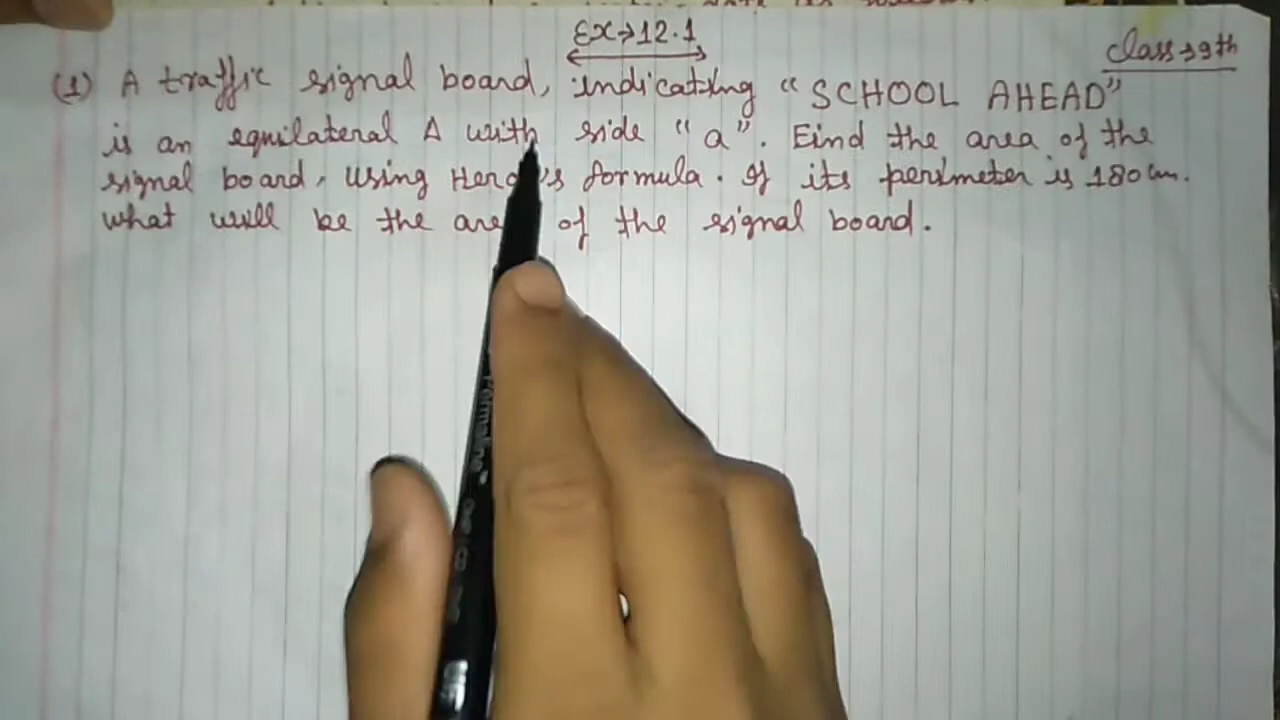 Ex→12.1
Class→9th
(1) A traffic signal board, indicating "SCHOOL AHEAD"
is an equilateral Δ with side "a". Find the area of the
signal board, using Heron's formula. If its perimeter is 180cm.
what will be the area of the signal board.